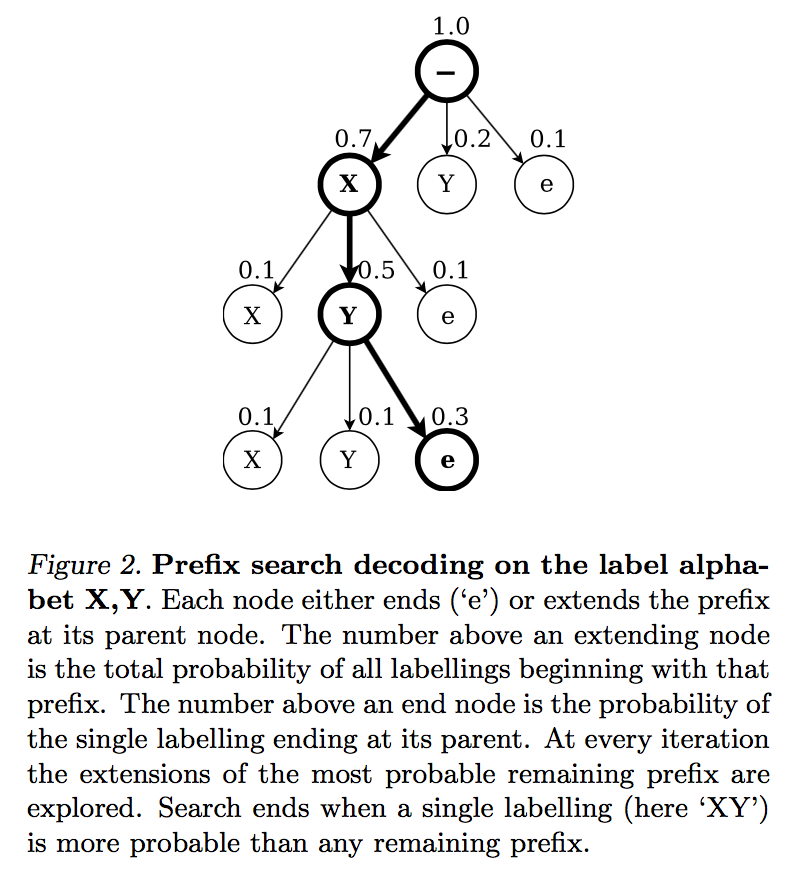 1.0
−
0.7 0.2 0.1
X Y e
0.1 0.5 0.1
X Y e
0.1 0.1 0.3
X Y e
Figure 2. Prefix search decoding on the label alpha-
bet X,Y. Each node either ends (‘e’) or extends the prefix
at its parent node. The number above an extending node
is the total probability of all labellings beginning with that
prefix. The number above an end node is the probability of
the single labelling ending at its parent. At every iteration
the extensions of the most probable remaining prefix are
explored. Search ends when a single labelling (here ‘XY’)
is more probable than any remaining prefix.